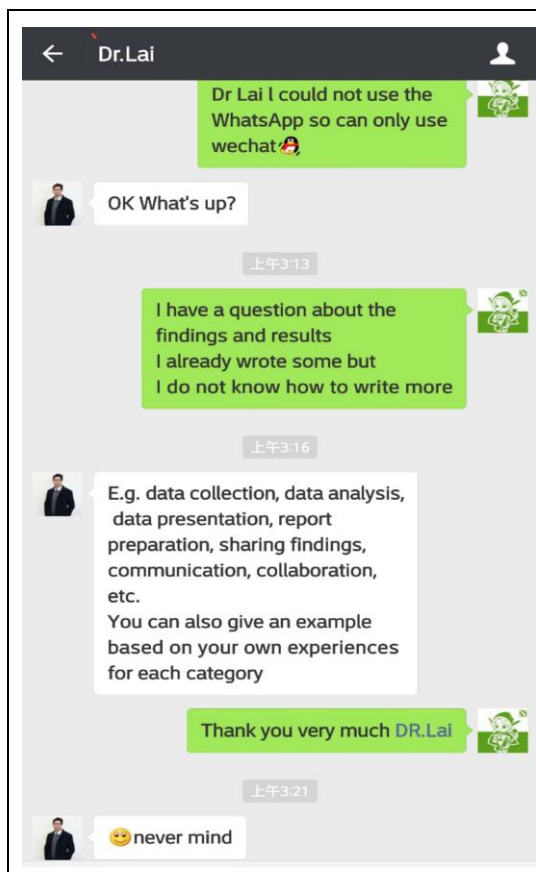 Dr.Lai
Dr Lai l could not use the
WhatsApp so can only use
wechat
OK What's up?
上午3:13
I have a question about the
findings and results
I already wrote some but
I do not know how to write more
上午3:16
E.g. data collection, data analysis,
data presentation, report
preparation, sharing findings,
communication, collaboration,
etc.
You can also give an example
based on your own experiences
for each category
Thank you very much DR.Lai
上午3:21
never mind